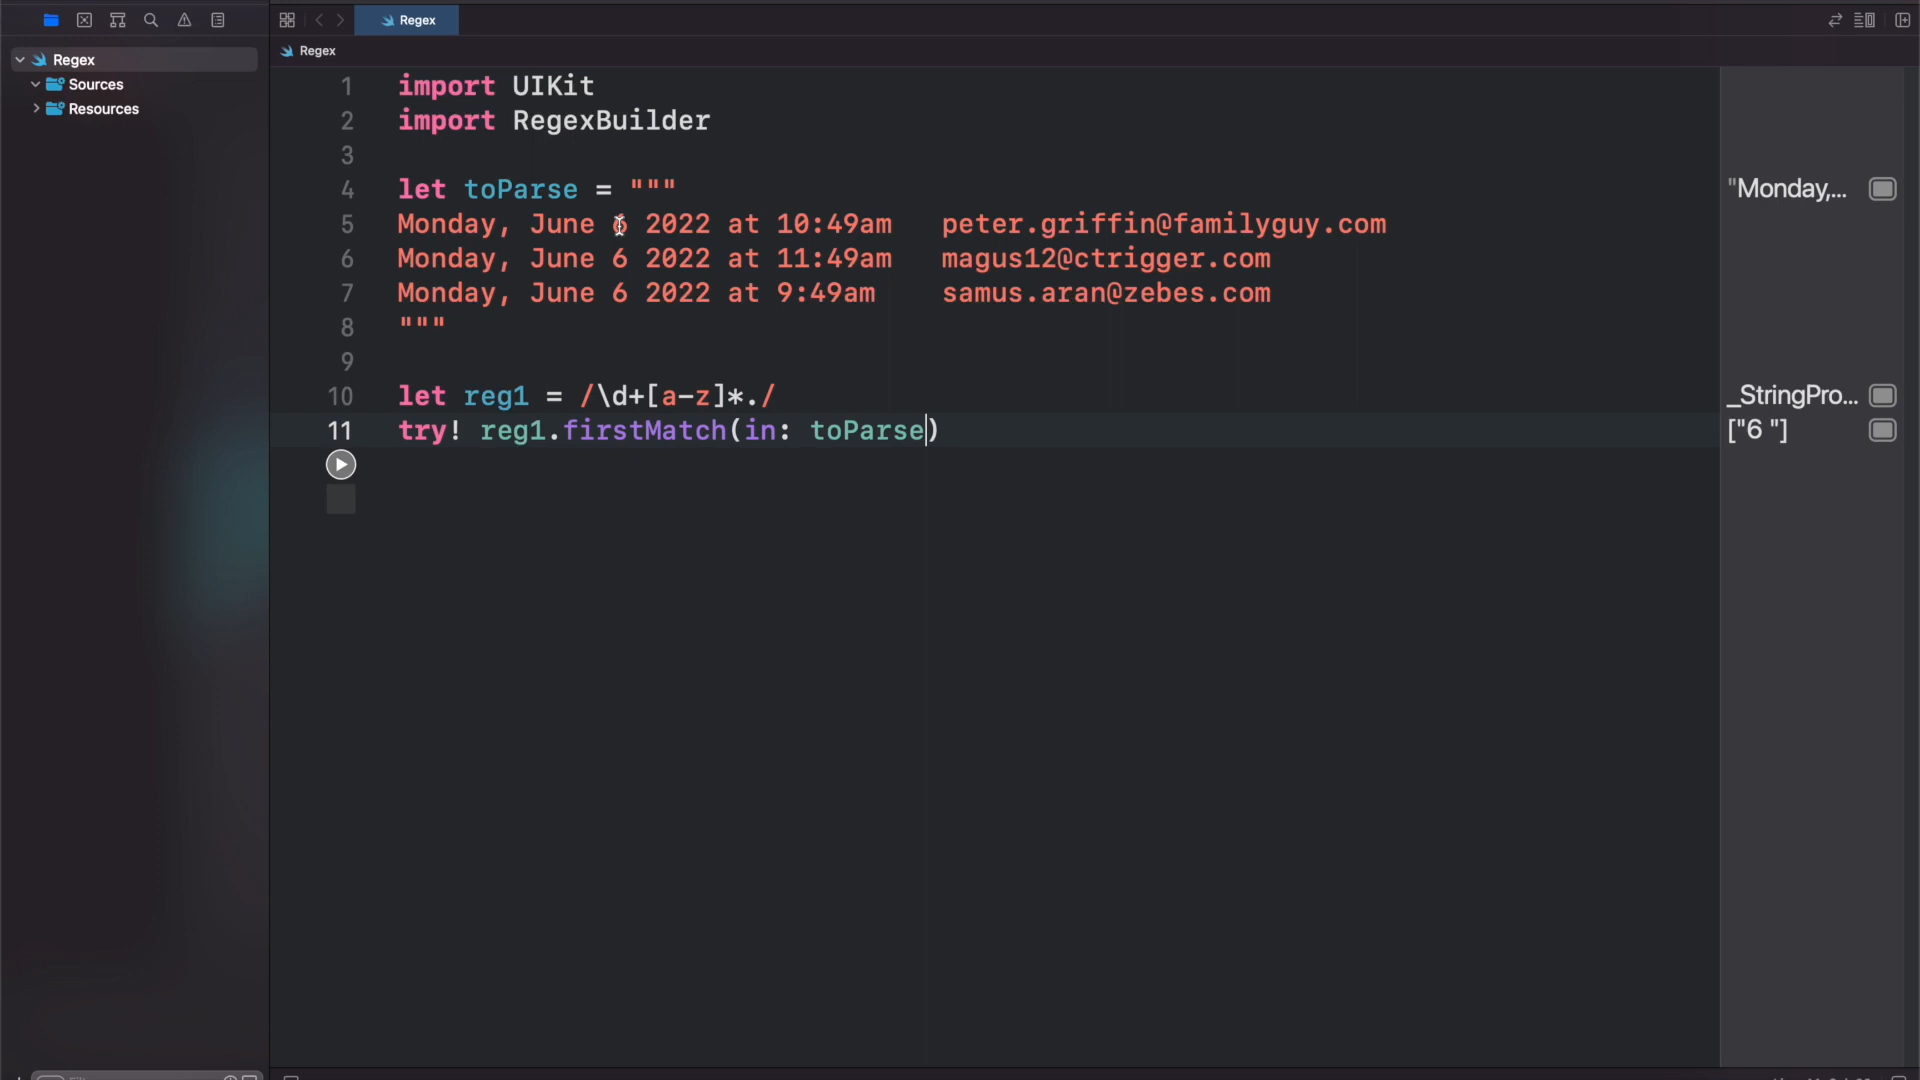 Regex
Regex
Regex
Sources
Resources
1 import UIKit
2 import RegexBuilder
3
4 let toParse = """
"Monday,...
5 Monday, June 6 2022 at 10:49am peter.griffin@familyguy.com
6 Monday, June 6 2022 at 11:49am magus12@ctrigger.com
7 Monday, June 6 2022 at 9:49am samus.aran@zebes.com
8 """
9
10 let reg1 = /\d+[a-z]*./
_StringPro...
11 try! reg1.firstMatch(in: toParse)
["6 "]